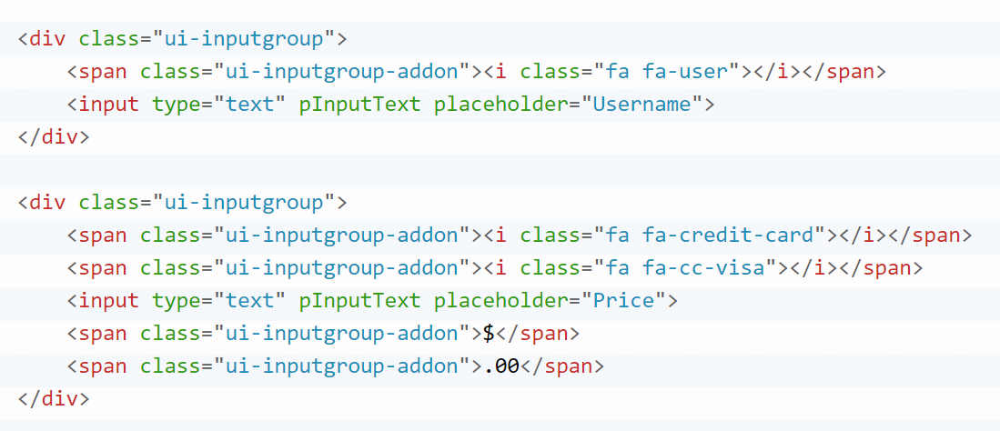 <div class="ui-inputgroup">
    <span class="ui-inputgroup-addon"><i class="fa fa-user"></i></span>
    <input type="text" pInputText placeholder="Username">
</div>

<div class="ui-inputgroup">
    <span class="ui-inputgroup-addon"><i class="fa fa-credit-card"></i></span>
    <span class="ui-inputgroup-addon"><i class="fa fa-cc-visa"></i></span>
    <input type="text" pInputText placeholder="Price">
    <span class="ui-inputgroup-addon">$</span>
    <span class="ui-inputgroup-addon">.00</span>
</div>